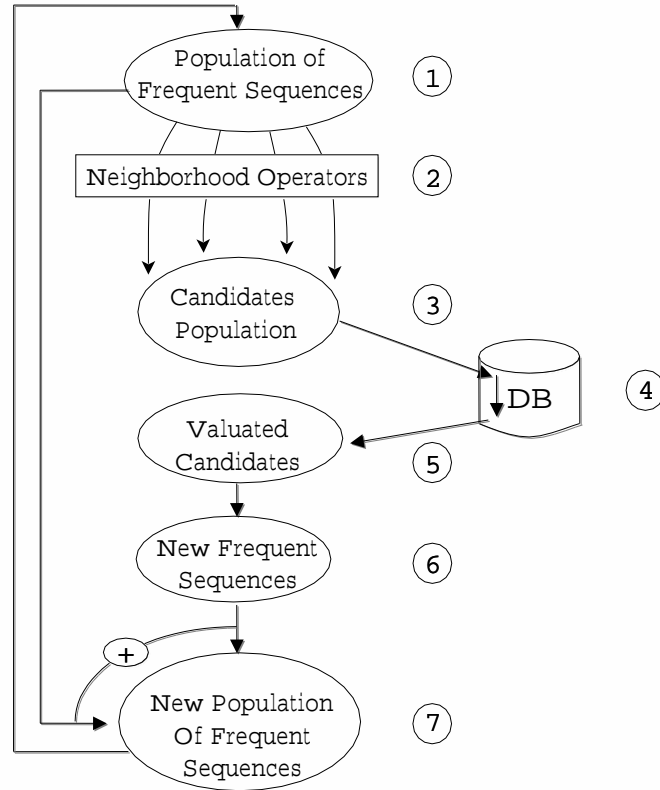 Population of
Frequent Sequences
1
Neighborhood Operators
2
Candidates
Population
3
DB
4
Valuated
Candidates
5
New Frequent
Sequences
6
+
New Population
Of Frequent
Sequences
7